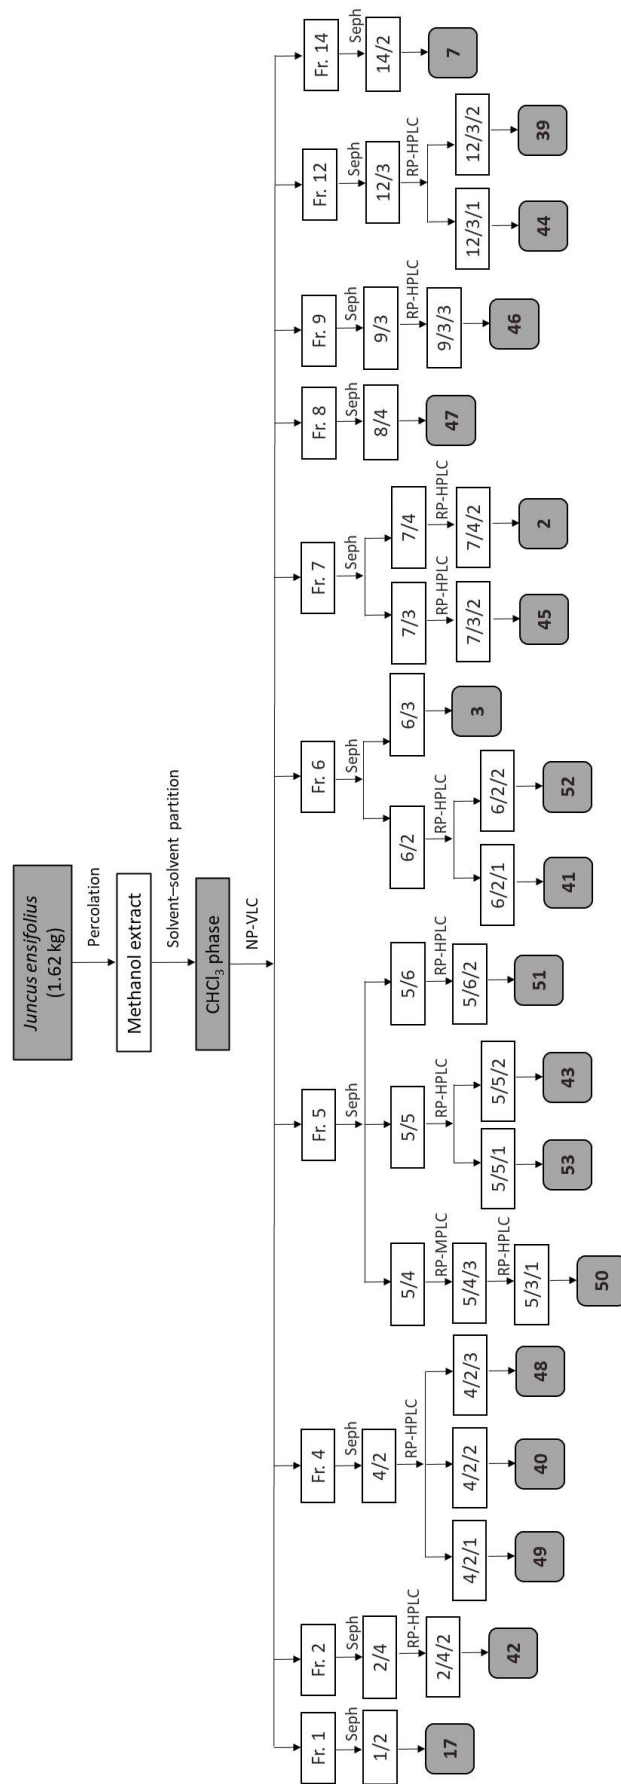 Juncus ensifolius
(1.62 kg)
Percolation
Methanol extract
Solvent–solvent partition
CHCl₃ phase
NP-VLC
Fr. 1
Fr. 2
Fr. 4
Fr. 5
Fr. 6
Fr. 7
Fr. 8
Fr. 9
Fr. 12
Fr. 14
Seph
Seph
Seph
Seph
Seph
Seph
Seph
Seph
Seph
Seph
1/2
2/4
4/2
5/4
5/5
5/6
6/2
6/3
7/3
7/4
8/4
9/3
12/3
14/2
RP-HPLC
RP-HPLC
RP-MPLC
RP-HPLC
RP-HPLC
RP-HPLC
RP-HPLC
RP-HPLC
RP-HPLC
RP-HPLC
17
2/4/2
4/2/1
4/2/2
4/2/3
5/4/3
5/5/1
5/5/2
5/6/2
6/2/1
6/2/2
3
7/3/2
7/4/2
47
9/3/3
12/3/1
12/3/2
7
RP-HPLC
42
49
40
48
5/3/1
53
43
51
41
52
45
2
46
44
39
50